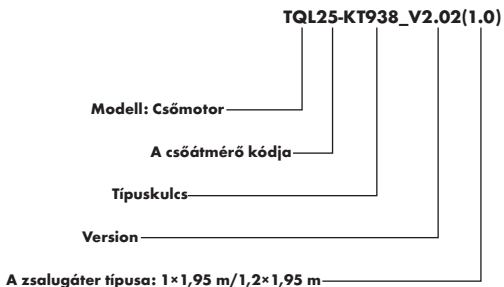 TQL25-KT938_V2.02(1.0)
Modell: Csőmotor
A csőátmérő kódja
Típuskulcs
Version
A zsalugáter típusa: 1×1,95 m/1,2×1,95 m